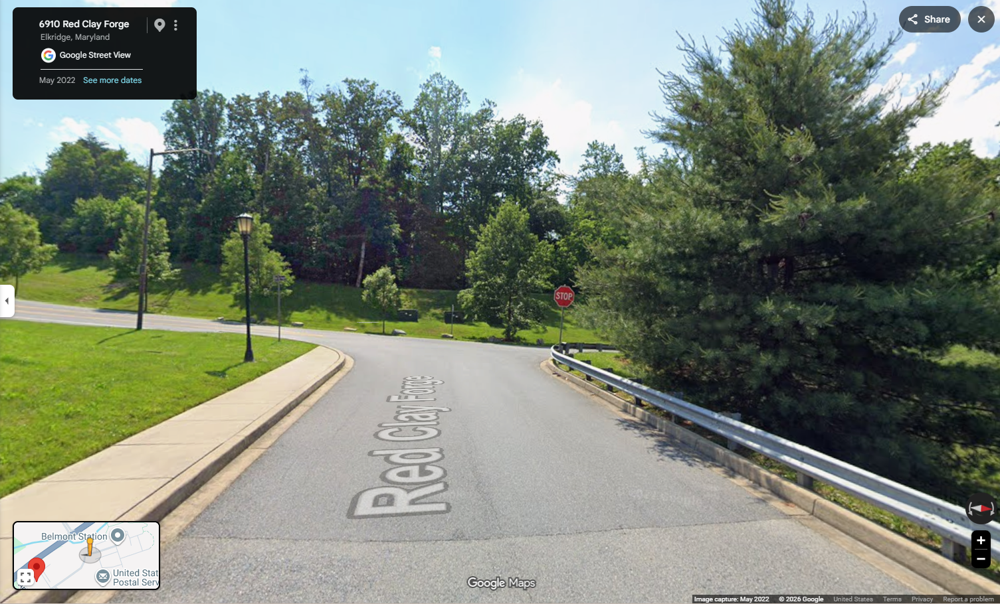 6910 Red Clay Forge
Elkridge, Maryland
Google Street View
May 2022 See more dates
Share
STOP
Red Clay Forge
Belmont Station
United Stat
Postal Serv
Google Maps
Image capture: May 2022 © 2026 Google United States Terms Privacy Report a problem